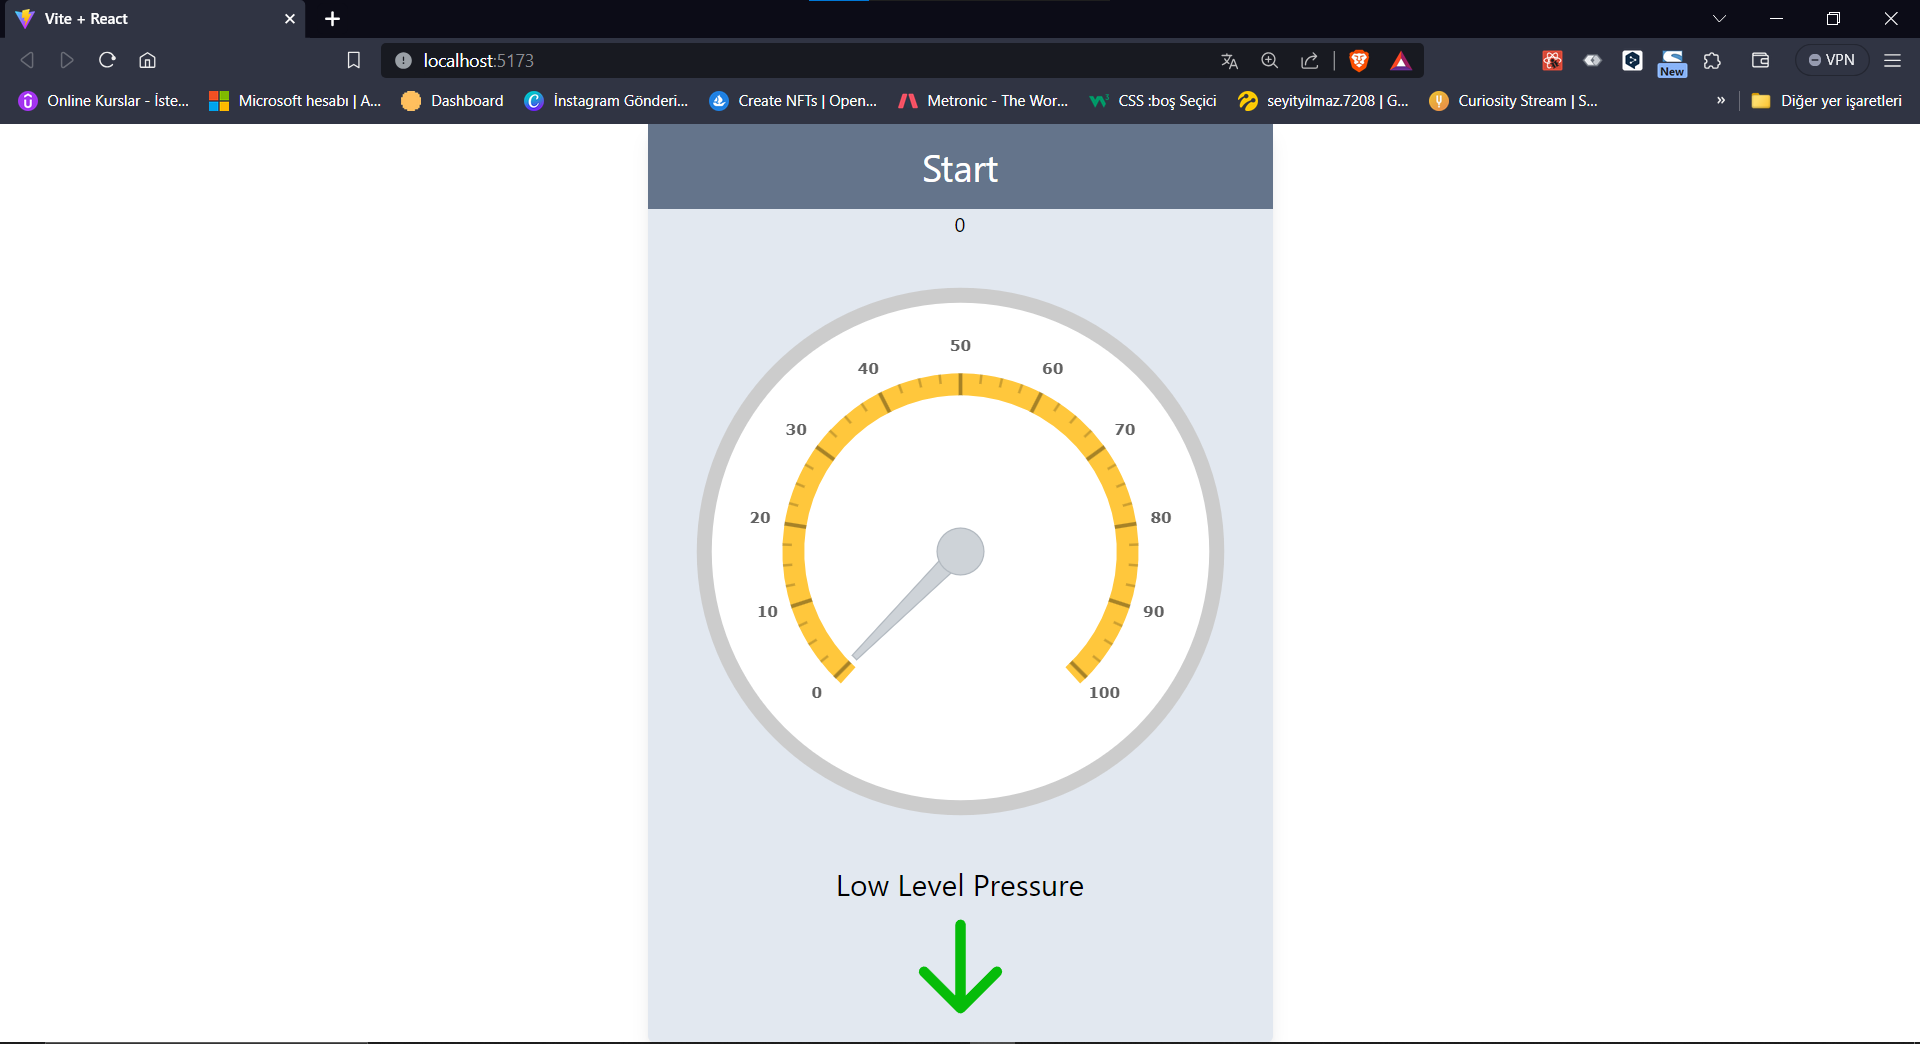 Vite + React
localhost:5173
VPN
New
Online Kurslar - İste...
Microsoft hesabı | A...
Dashboard
İnstagram Gönderi...
Create NFTs | Open...
Metronic - The Wor...
CSS :boş Seçici
seyityilmaz.7208 | G...
Curiosity Stream | S...
»
Diğer yer işaretleri
Start
0
50
40
60
30
70
20
80
10
90
0
100
Low Level Pressure